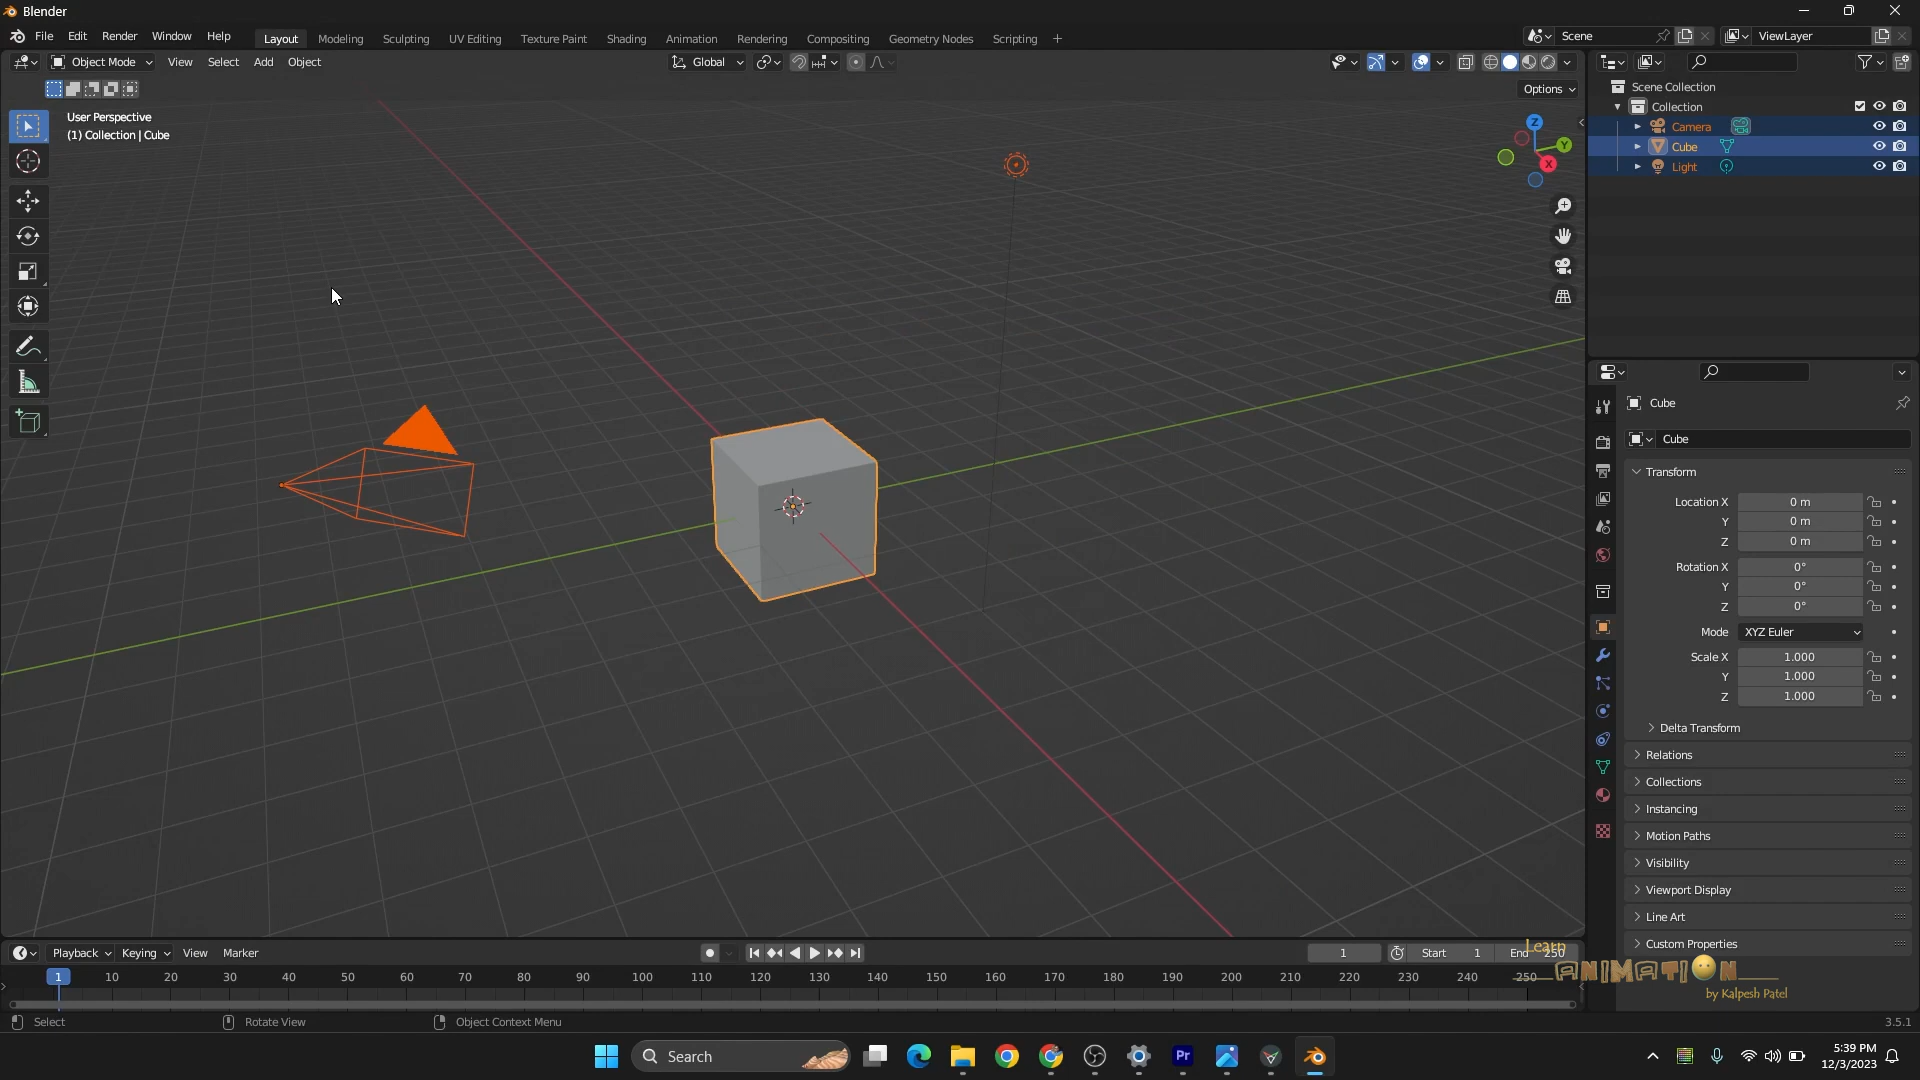 Blender
File Edit Render Window Help Layout Modeling Sculpting UV Editing Texture Paint Shading Animation Rendering Compositing Geometry Nodes Scripting + Scene ViewLayer
Object Mode View Select Add Object Global
Options
User Perspective
(1) Collection | Cube
Z
Y
X
Scene Collection
Collection
Camera
Cube
Light
Cube
Cube
Transform
Location X 0 m
Y 0 m
Z 0 m
Rotation X 0°
Y 0°
Z 0°
Mode XYZ Euler
Scale X 1.000
Y 1.000
Z 1.000
Delta Transform
Relations
Collections
Instancing
Motion Paths
Visibility
Viewport Display
Line Art
Custom Properties
Playback Keying View Marker 1 Start 1 End 250
1 10 20 30 40 50 60 70 80 90 100 110 120 130 140 150 160 170 180 190 200 210 220 230 240 250
Learn
ANIMATION
by Kalpesh Patel
Select Rotate View Object Context Menu 3.5.1
Search
Pr
5:39 PM
12/3/2023